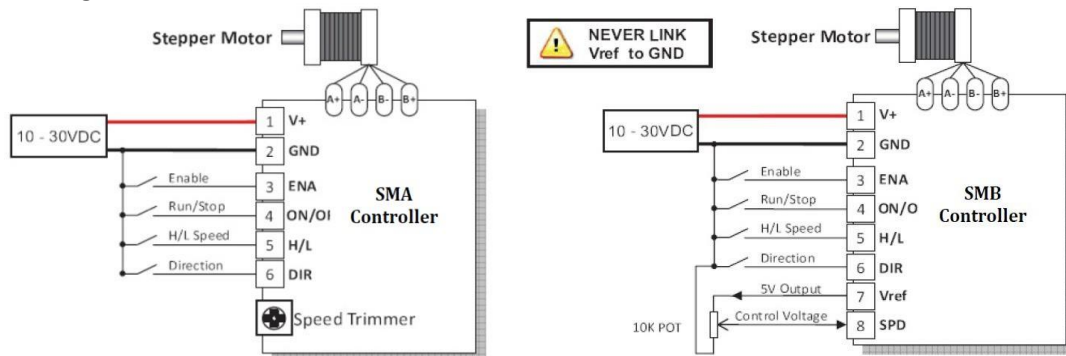 Stepper Motor
A+ A- B- B+
10 - 30VDC
1 V+
2 GND
Enable 3 ENA
Run/Stop 4 ON/OI
H/L Speed 5 H/L
Direction 6 DIR
SMA
Controller
Speed Trimmer
NEVER LINK
Vref to GND
Stepper Motor
A+ A- B- B+
10 - 30VDC
1 V+
2 GND
Enable 3 ENA
Run/Stop 4 ON/O
H/L Speed 5 H/L
Direction 6 DIR
5V Output 7 Vref
10K POT Control Voltage 8 SPD
SMB
Controller